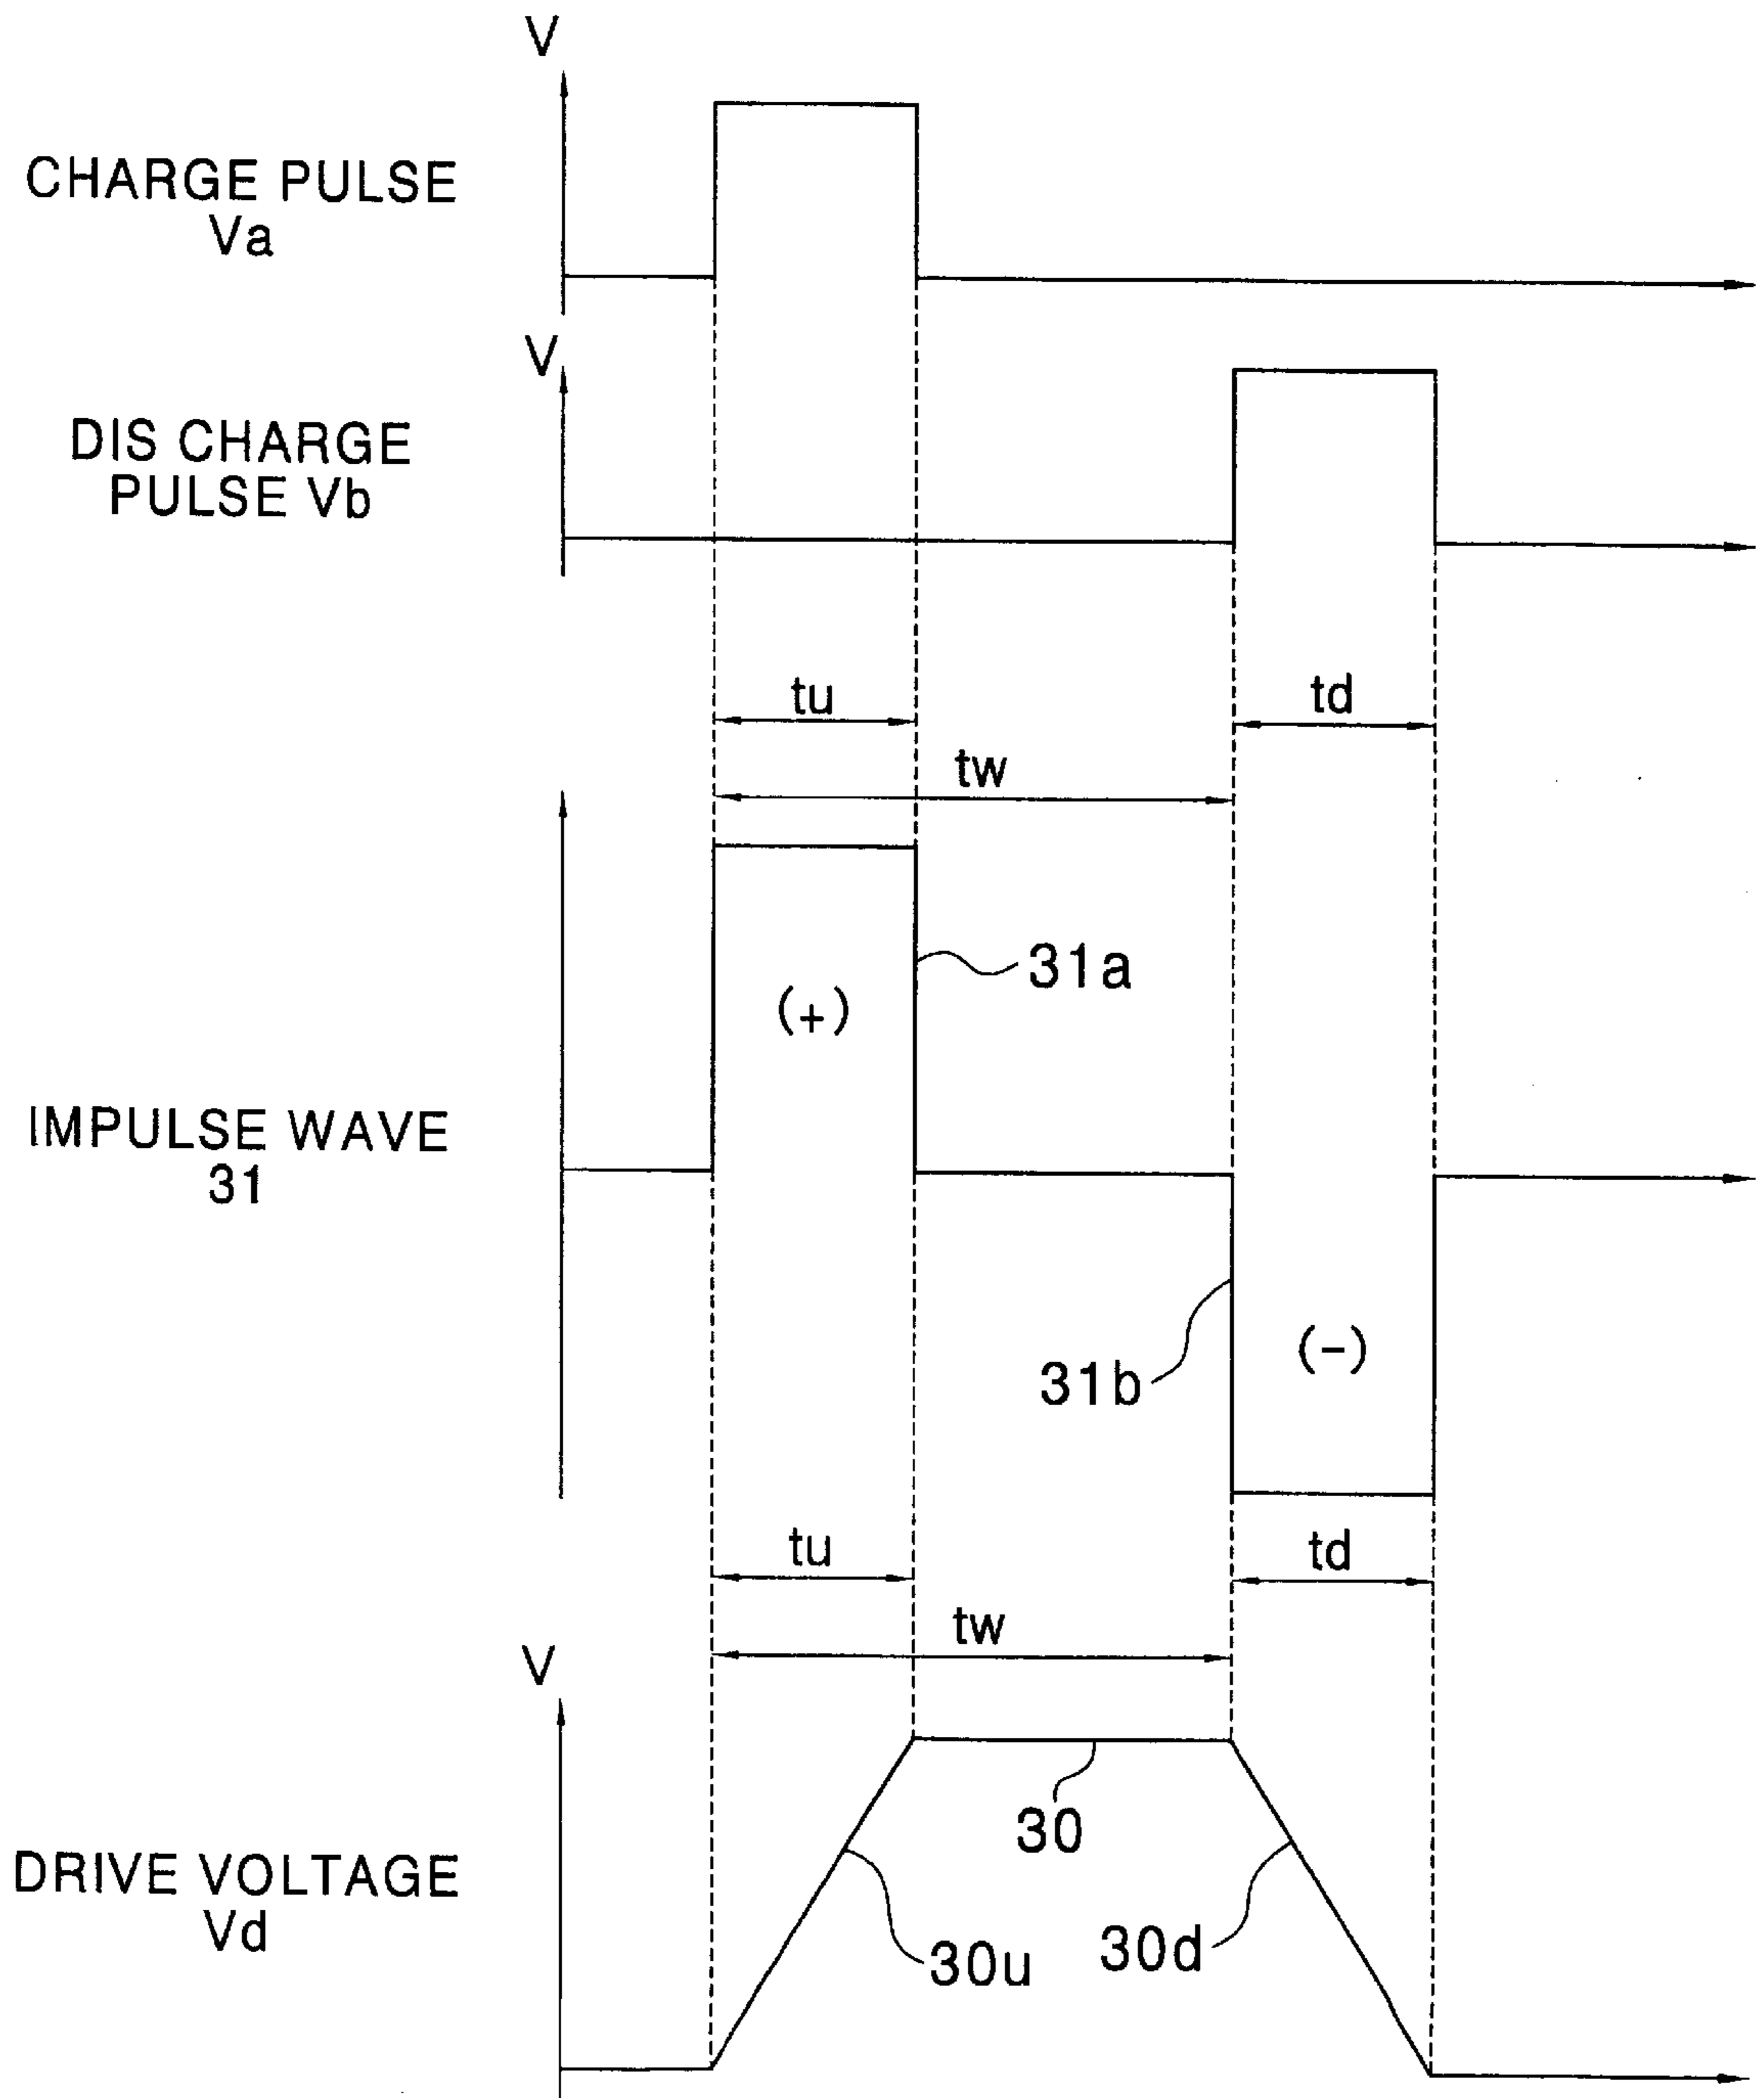 V
CHARGE PULSE
Va
V
DIS CHARGE
PULSE Vb
tu
td
tw
31a
(+)
IMPULSE WAVE
31
(-)
31b
tu
td
tw
V
30
DRIVE VOLTAGE
Vd
30u
30d